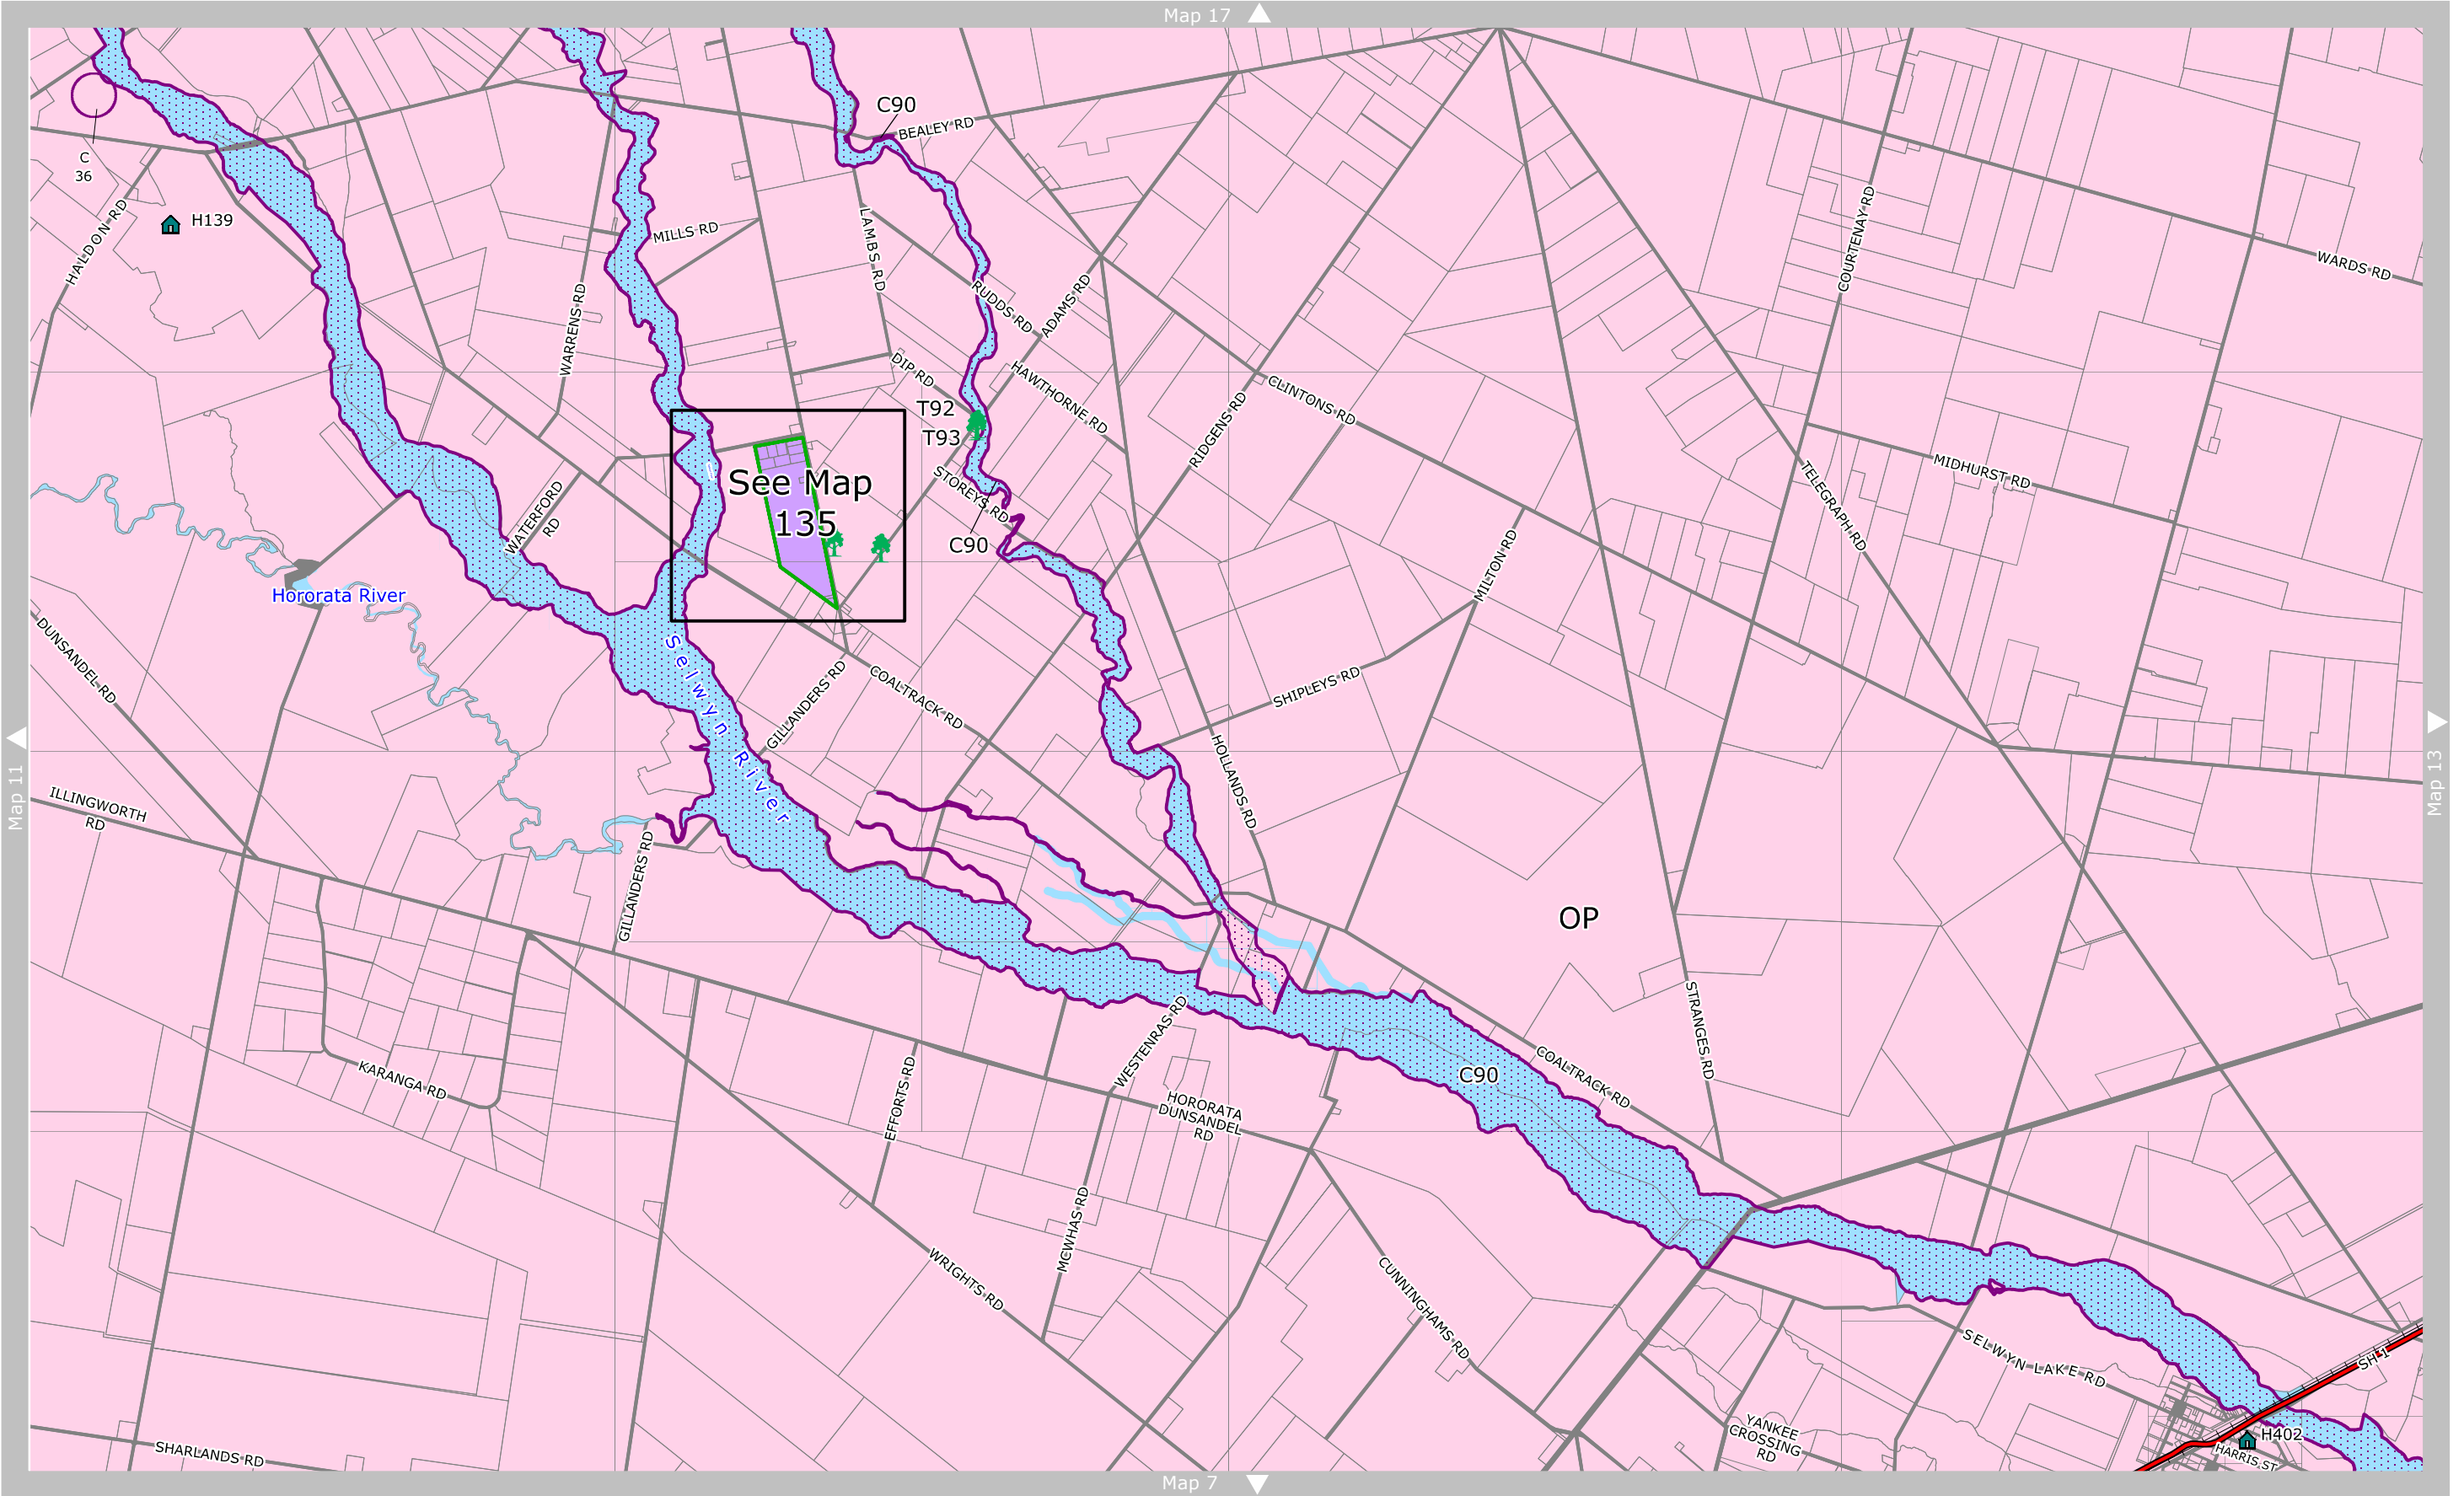 Map 17
C90
BEALEY RD
C
36
H139
HALDON RD
MILLS RD
LAMBS RD
COURTENAY RD
WARDS RD
WARRENS RD
RUDDS RD
ADAMS RD
DIP RD
HAWTHORNE RD
CLINTONS RD
RIDGENS RD
T92
T93
MIDHURST RD
TELEGRAPH RD
See Map
135
STOREYS RD
WATERFORD
RD
C90
MILTON RD
Hororata River
DUNSANDEL RD
Selwyn River
GILLANDERS RD
COALTRACK RD
SHIPLEYS RD
HOLLANDS RD
Map 11
Map 13
ILLINGWORTH
RD
GILLANDERS RD
OP
STRANGES RD
WESTENRAS RD
COALTRACK RD
C90
KARANGA RD
EFFORTS RD
HORORATA
DUNSANDEL
RD
MCWHAS RD
WRIGHTS RD
CUNNINGHAMS RD
SELWYN LAKE RD
SH 1
YANKEE
CROSSING
RD
H402
HARRIS ST
SHARLANDS RD
Map 7